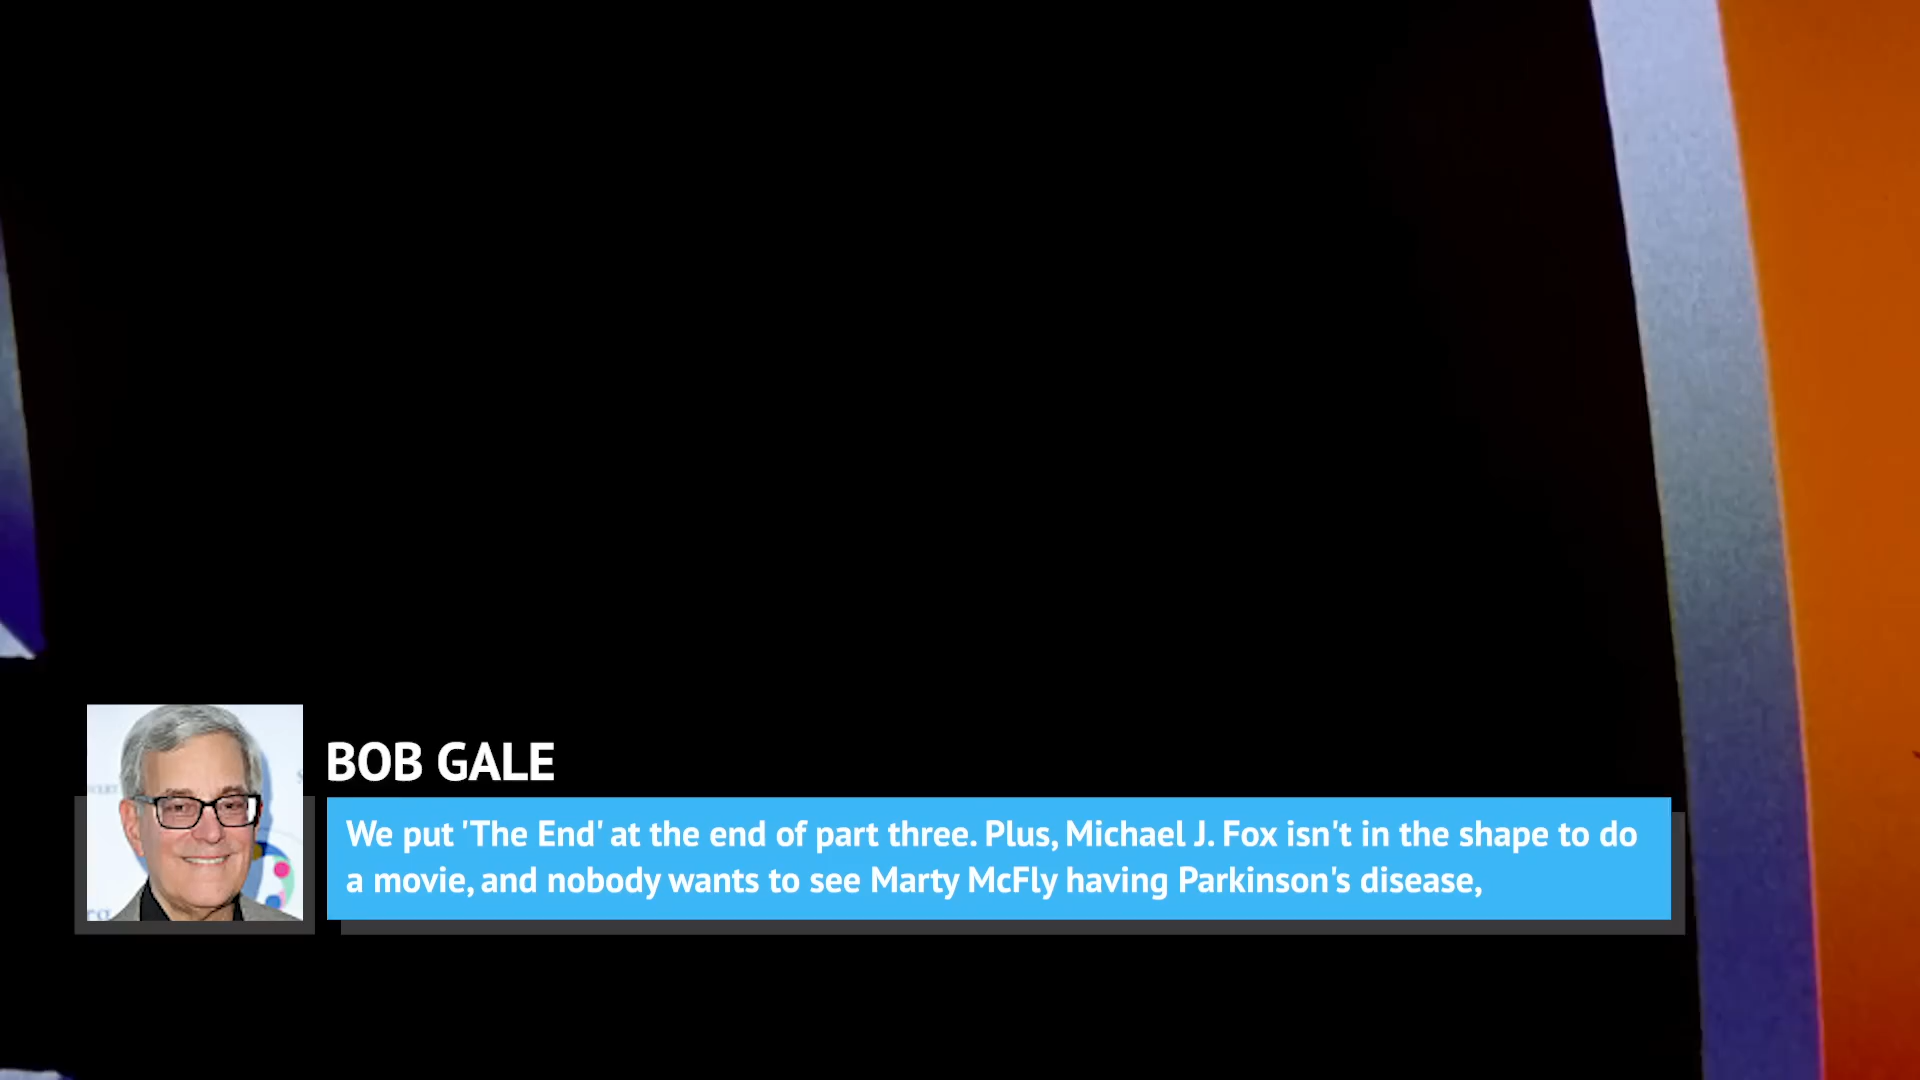 BOB GALE
We put 'The End' at the end of part three. Plus, Michael J. Fox isn't in the shape to do
a movie, and nobody wants to see Marty McFly having Parkinson's disease,